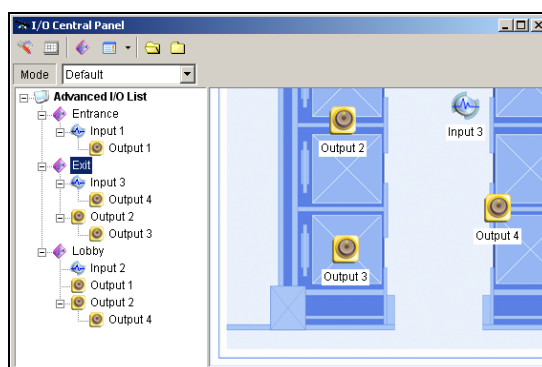 I/O Central Panel
Mode Default
Advanced I/O List
Entrance
Input 1
Output 1
Exit
Input 3
Output 4
Output 2
Output 3
Lobby
Input 2
Output 1
Output 2
Output 4
Output 2
Input 3
Output 4
Output 3